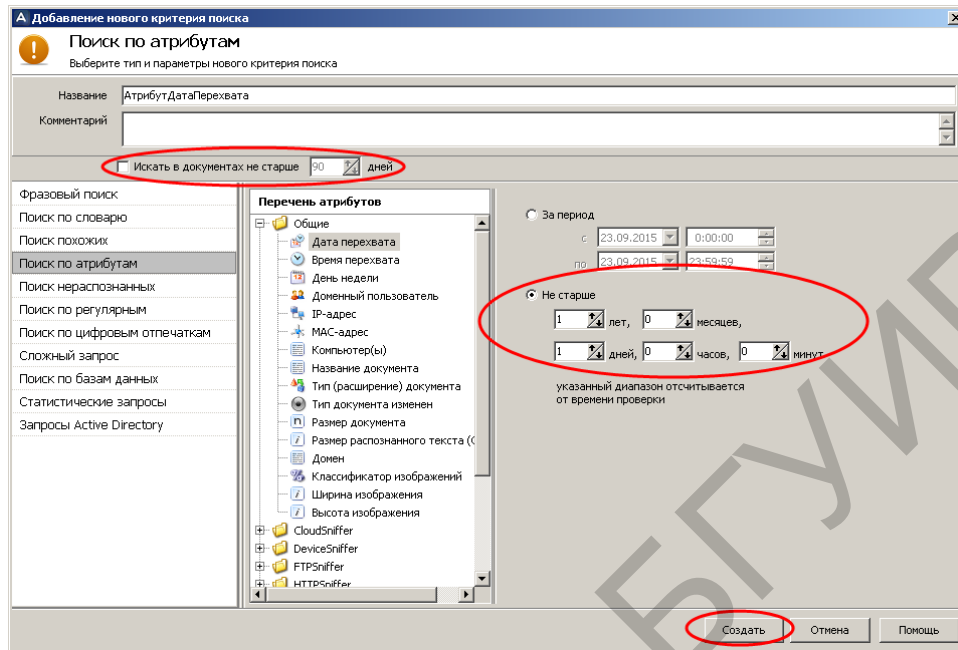 Добавление нового критерия поиска
Поиск по атрибутам
Выберите тип и параметры нового критерия поиска
Название АтрибутДатаПерехвата
Комментарий
Искать в документах не старше 90 дней
Фразовый поиск
Поиск по словарю
Поиск похожих
Поиск по атрибутам
Поиск нераспознанных
Поиск по регулярным
Поиск по цифровым отпечаткам
Сложный запрос
Поиск по базам данных
Статистические запросы
Запросы Active Directory
Перечень атрибутов
Общие
Дата перехвата
Время перехвата
День недели
Доменный пользователь
IP-адрес
MAC-адрес
Компьютер(ы)
Название документа
Тип (расширение) документа
Тип документа изменен
Размер документа
Размер распознанного текста (
Домен
Классификатор изображений
Ширина изображения
Высота изображения
CloudSniffer
DeviceSniffer
FTPSniffer
HTTPSniffer
За период
с 23.09.2015 0:00:00
по 23.09.2015 23:59:59
Не старше
1 лет, 0 месяцев,
1 дней, 0 часов, 0 минут
указанный диапазон отсчитывается
от времени проверки
Создать Отмена Помощь
БГУИР